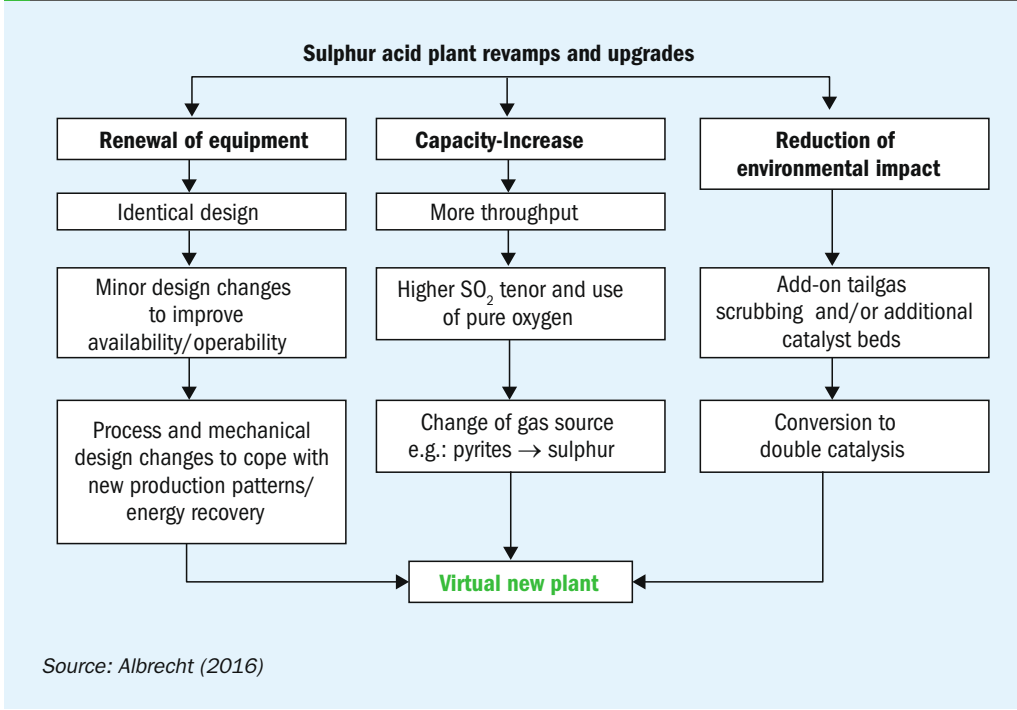 Sulphur acid plant revamps and upgrades
Renewal of equipment
Identical design
Minor design changes
to improve
availability/operability
Process and mechanical
design changes to cope with
new production patterns/
energy recovery
Capacity-Increase
More throughput
Higher SO₂ tenor and use
of pure oxygen
Change of gas source
e.g.: pyrites → sulphur
Reduction of
environmental impact
Add-on tailgas
scrubbing and/or additional
catalyst beds
Conversion to
double catalysis
Virtual new plant
Source: Albrecht (2016)